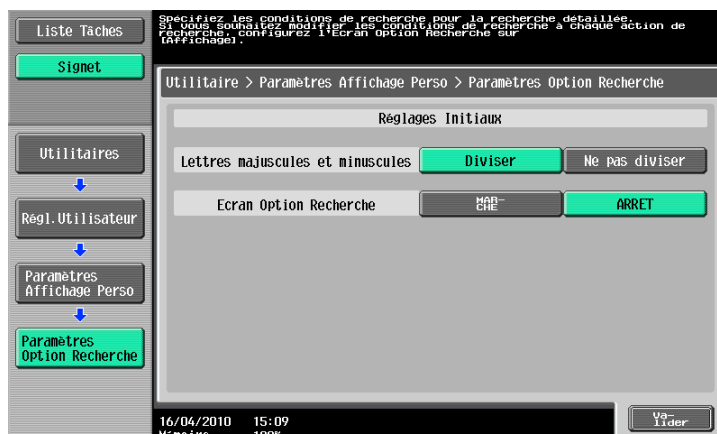 Liste Tâches
Signet
Spécifiez les conditions de recherche pour la recherche détaillée.
Si vous souhaitez modifier les conditions de recherche à chaque action de
recherche, configurez l'Ecran Option Recherche sur
[Affichage].
Utilitaire > Paramètres Affichage Perso > Paramètres Option Recherche
Réglages Initiaux
Lettres majuscules et minuscules
Diviser
Ne pas diviser
Ecran Option Recherche
MAR-
CHE
ARRET
Utilitaires
Régl.Utilisateur
Paramètres
Affichage Perso
Paramètres
Option Recherche
16/04/2010 15:09
Mémoire 100%
Va-
lider